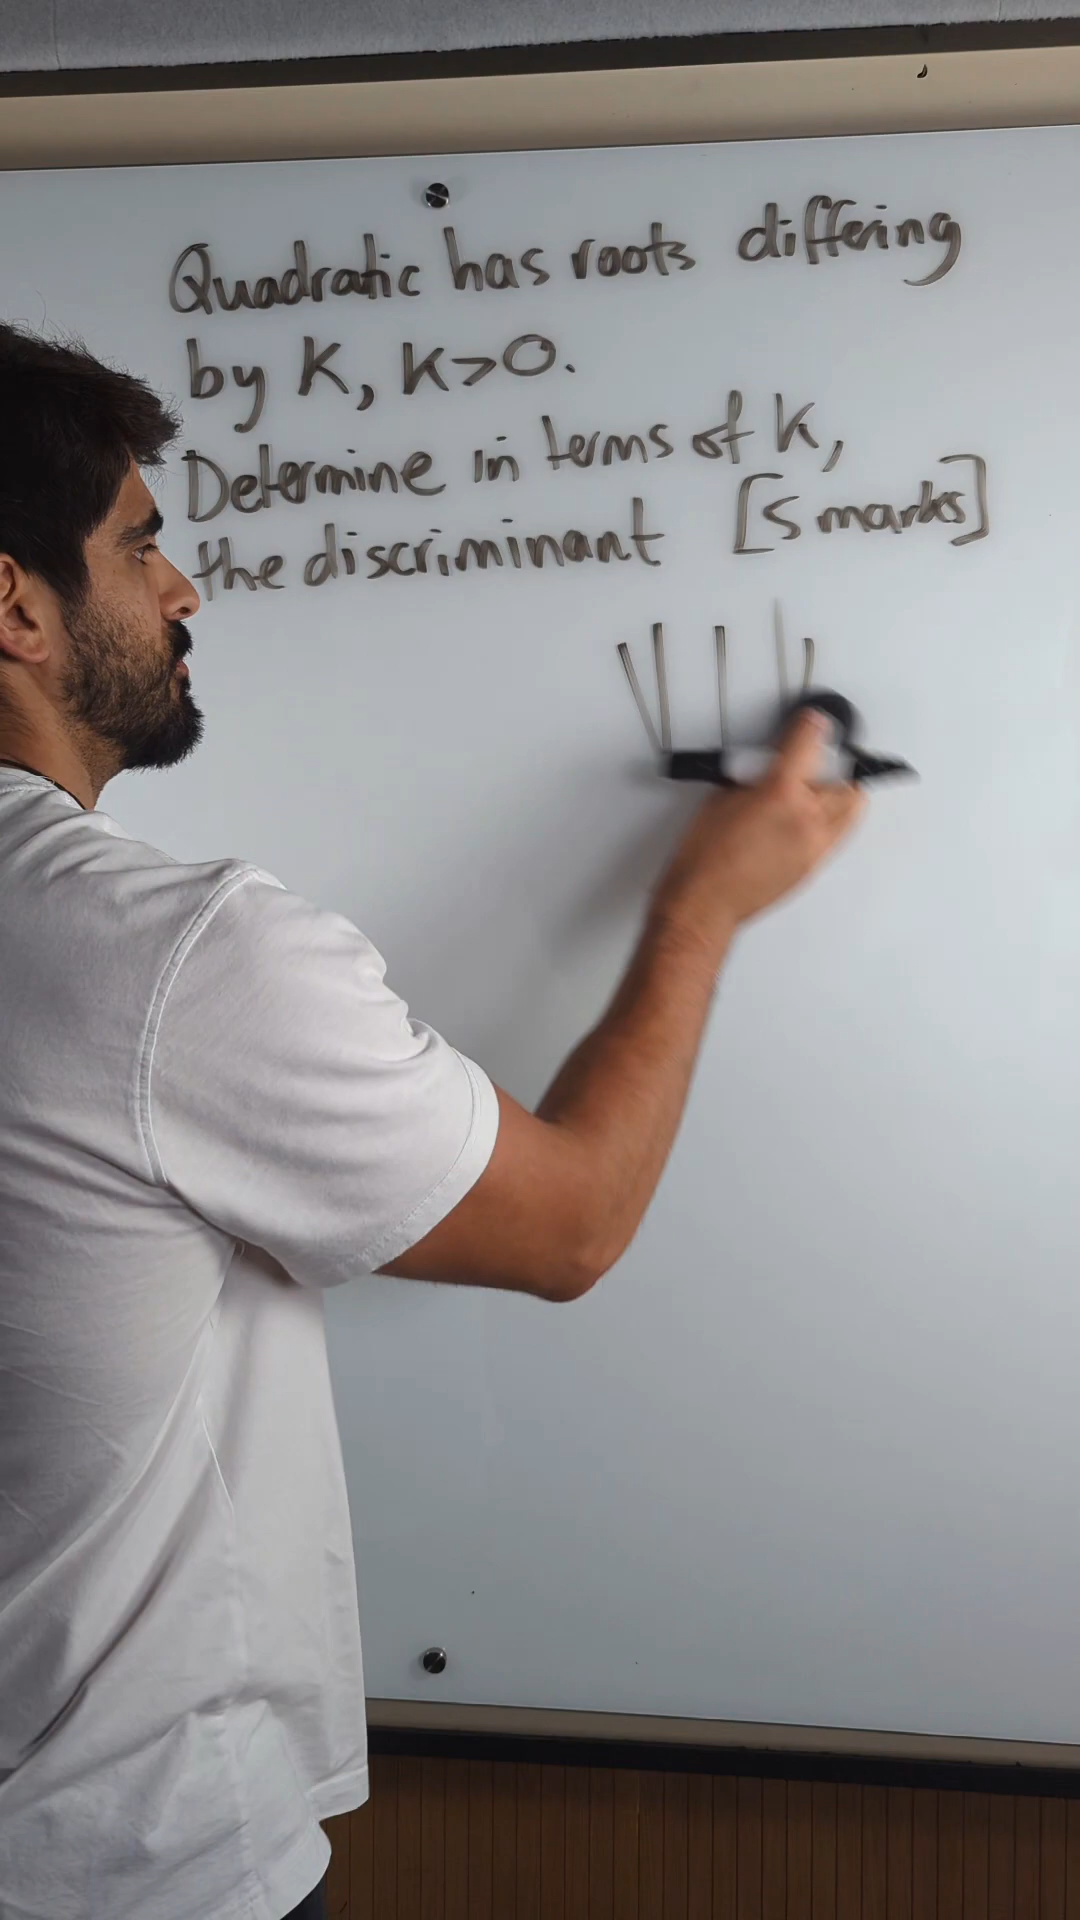 Quadratic has roots differing
by K, K>0.
Determine in terms of K,
the discriminant [5 marks]